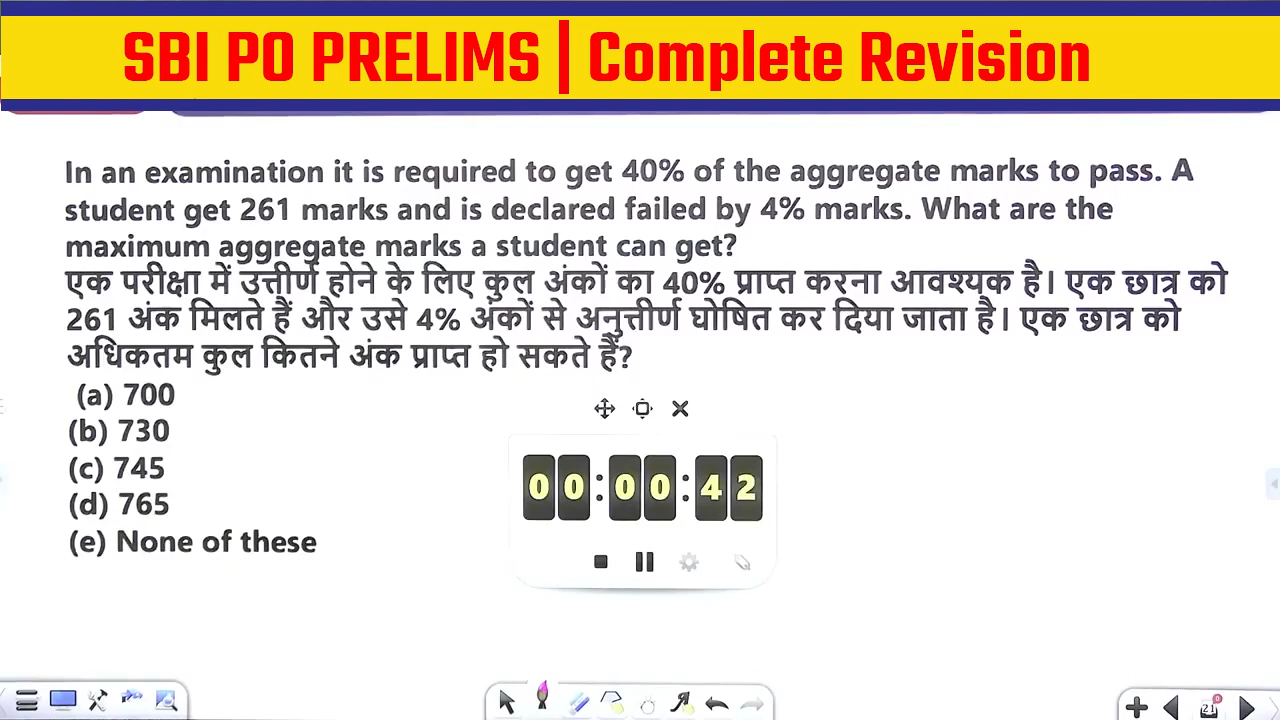 SBI PO PRELIMS | Complete Revision
In an examination it is required to get 40% of the aggregate marks to pass. A
student get 261 marks and is declared failed by 4% marks. What are the
maximum aggregate marks a student can get?
एक परीक्षा में उत्तीर्ण होने के लिए कुल अंकों का 40% प्राप्त करना आवश्यक है। एक छात्र को
261 अंक मिलते हैं और उसे 4% अंकों से अनुत्तीर्ण घोषित कर दिया जाता है। एक छात्र को
अधिकतम कुल कितने अंक प्राप्त हो सकते हैं?
(a) 700
(b) 730
(c) 745
(d) 765
(e) None of these
00:00:42
21